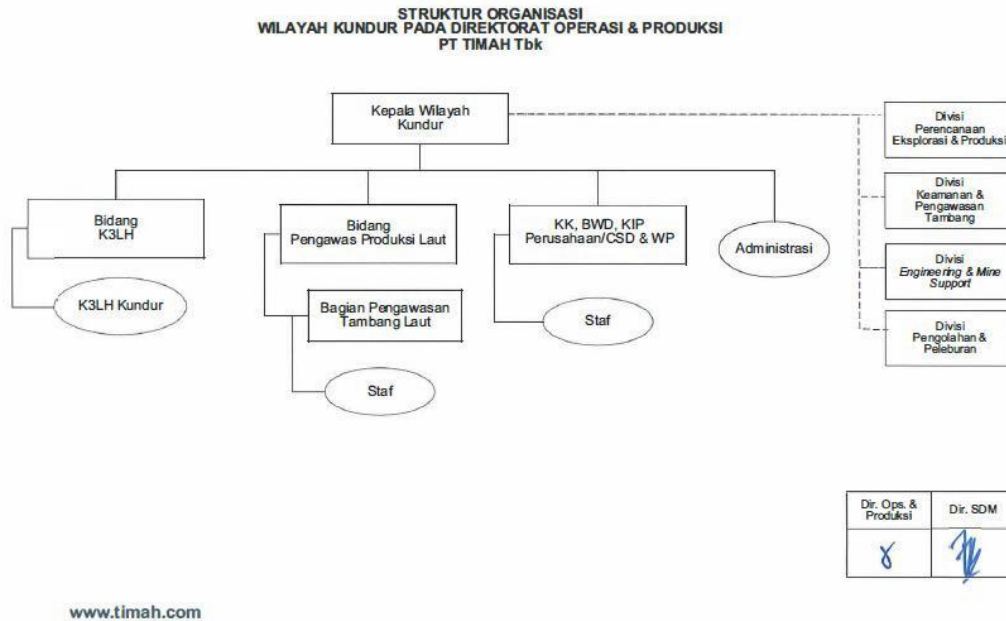 STRUKTUR ORGANISASI
WILAYAH KUNDUR PADA DIREKTORAT OPERASI & PRODUKSI
PT TIMAH Tbk
Kepala Wilayah
Kundur
Divisi
Perencanaan
Eksplorasi & Produksi
Divisi
Keamanan &
Pengawasan
Tambang
Divisi
Engineering & Mine
Support
Divisi
Pengolahan &
Peleburan
Bidang
K3LH
Bidang
Pengawas Produksi Laut
KK, BWD, KIP
Perusahaan/CSD & WP
Administrasi
K3LH Kundur
Bagian Pengawasan
Tambang Laut
Staf
Staf
Dir. Ops. &
Produksi
Dir. SDM
www.timah.com